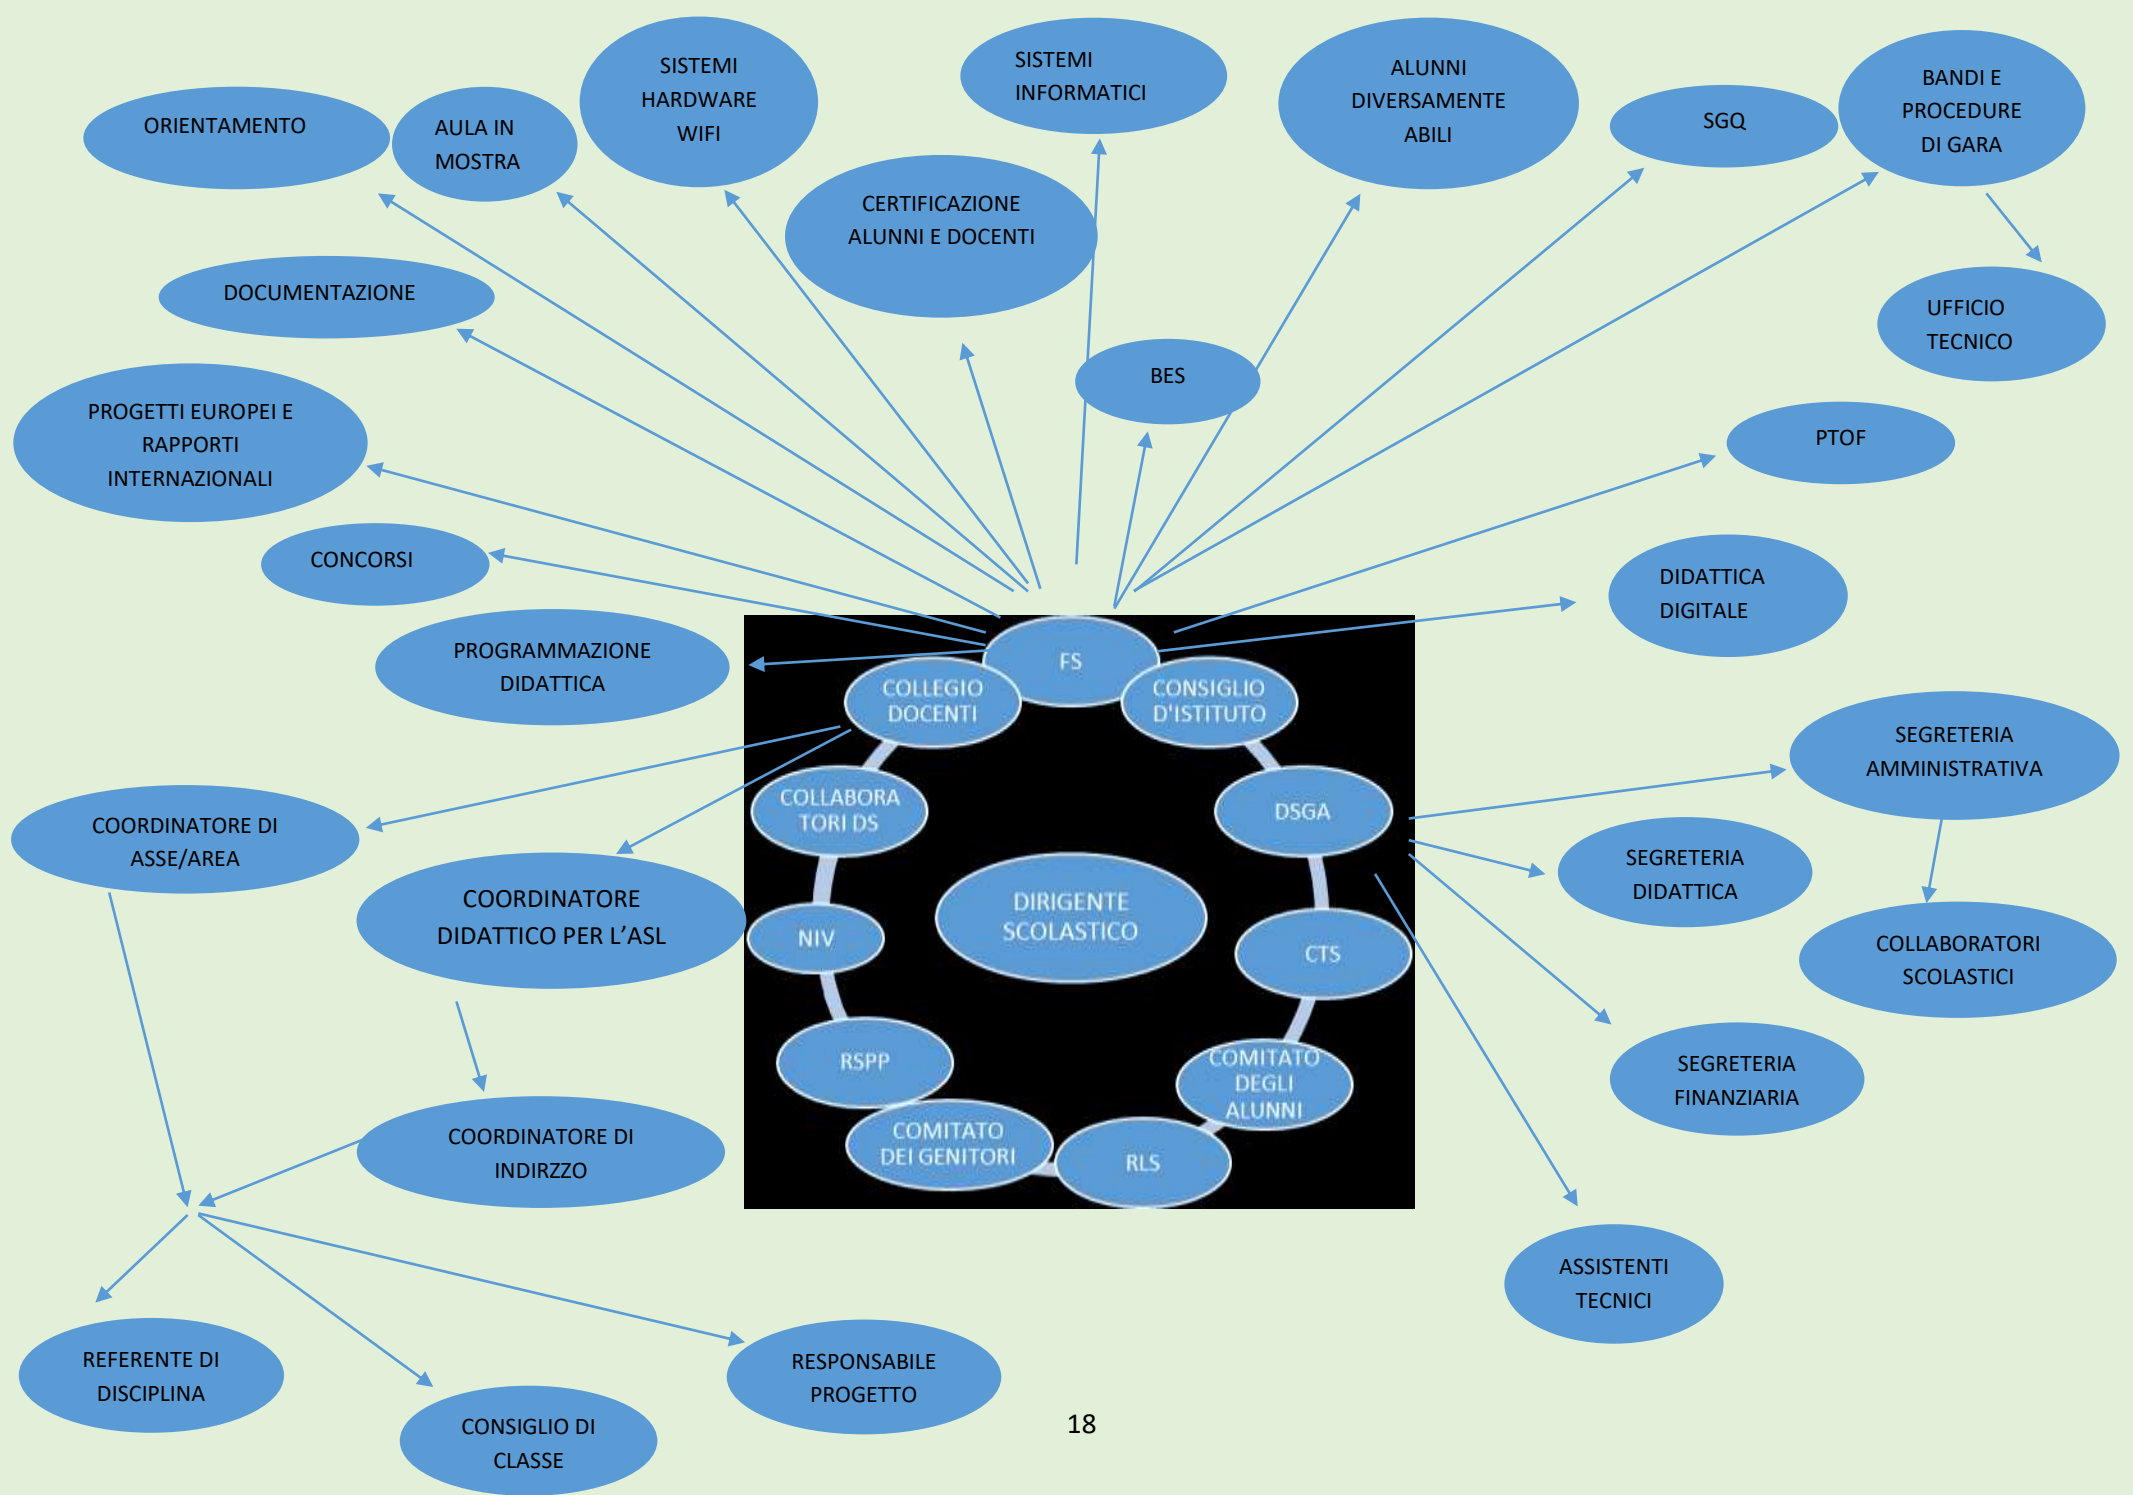 ORIENTAMENTO
AULA IN
MOSTRA
SISTEMI
HARDWARE
WIFI
SISTEMI
INFORMATICI
ALUNNI
DIVERSAMENTE
ABILI
SGQ
BANDI E
PROCEDURE
DI GARA
CERTIFICAZIONE
ALUNNI E DOCENTI
DOCUMENTAZIONE
UFFICIO
TECNICO
BES
PROGETTI EUROPEI E
RAPPORTI
INTERNAZIONALI
PTOF
CONCORSI
DIDATTICA
DIGITALE
PROGRAMMAZIONE
DIDATTICA
FS
COLLEGIO
DOCENTI
CONSIGLIO
D'ISTITUTO
COLLABORA
TORI DS
DSGA
DIRIGENTE
SCOLASTICO
NIV
CTS
RSPP
COMITATO
DEGLI
ALUNNI
COMITATO
DEI GENITORI
RLS
SEGRETERIA
AMMINISTRATIVA
SEGRETERIA
DIDATTICA
COLLABORATORI
SCOLASTICI
SEGRETERIA
FINANZIARIA
ASSISTENTI
TECNICI
COORDINATORE DI
ASSE/AREA
COORDINATORE
DIDATTICO PER L’ASL
COORDINATORE DI
INDIRZZO
REFERENTE DI
DISCIPLINA
CONSIGLIO DI
CLASSE
RESPONSABILE
PROGETTO
18